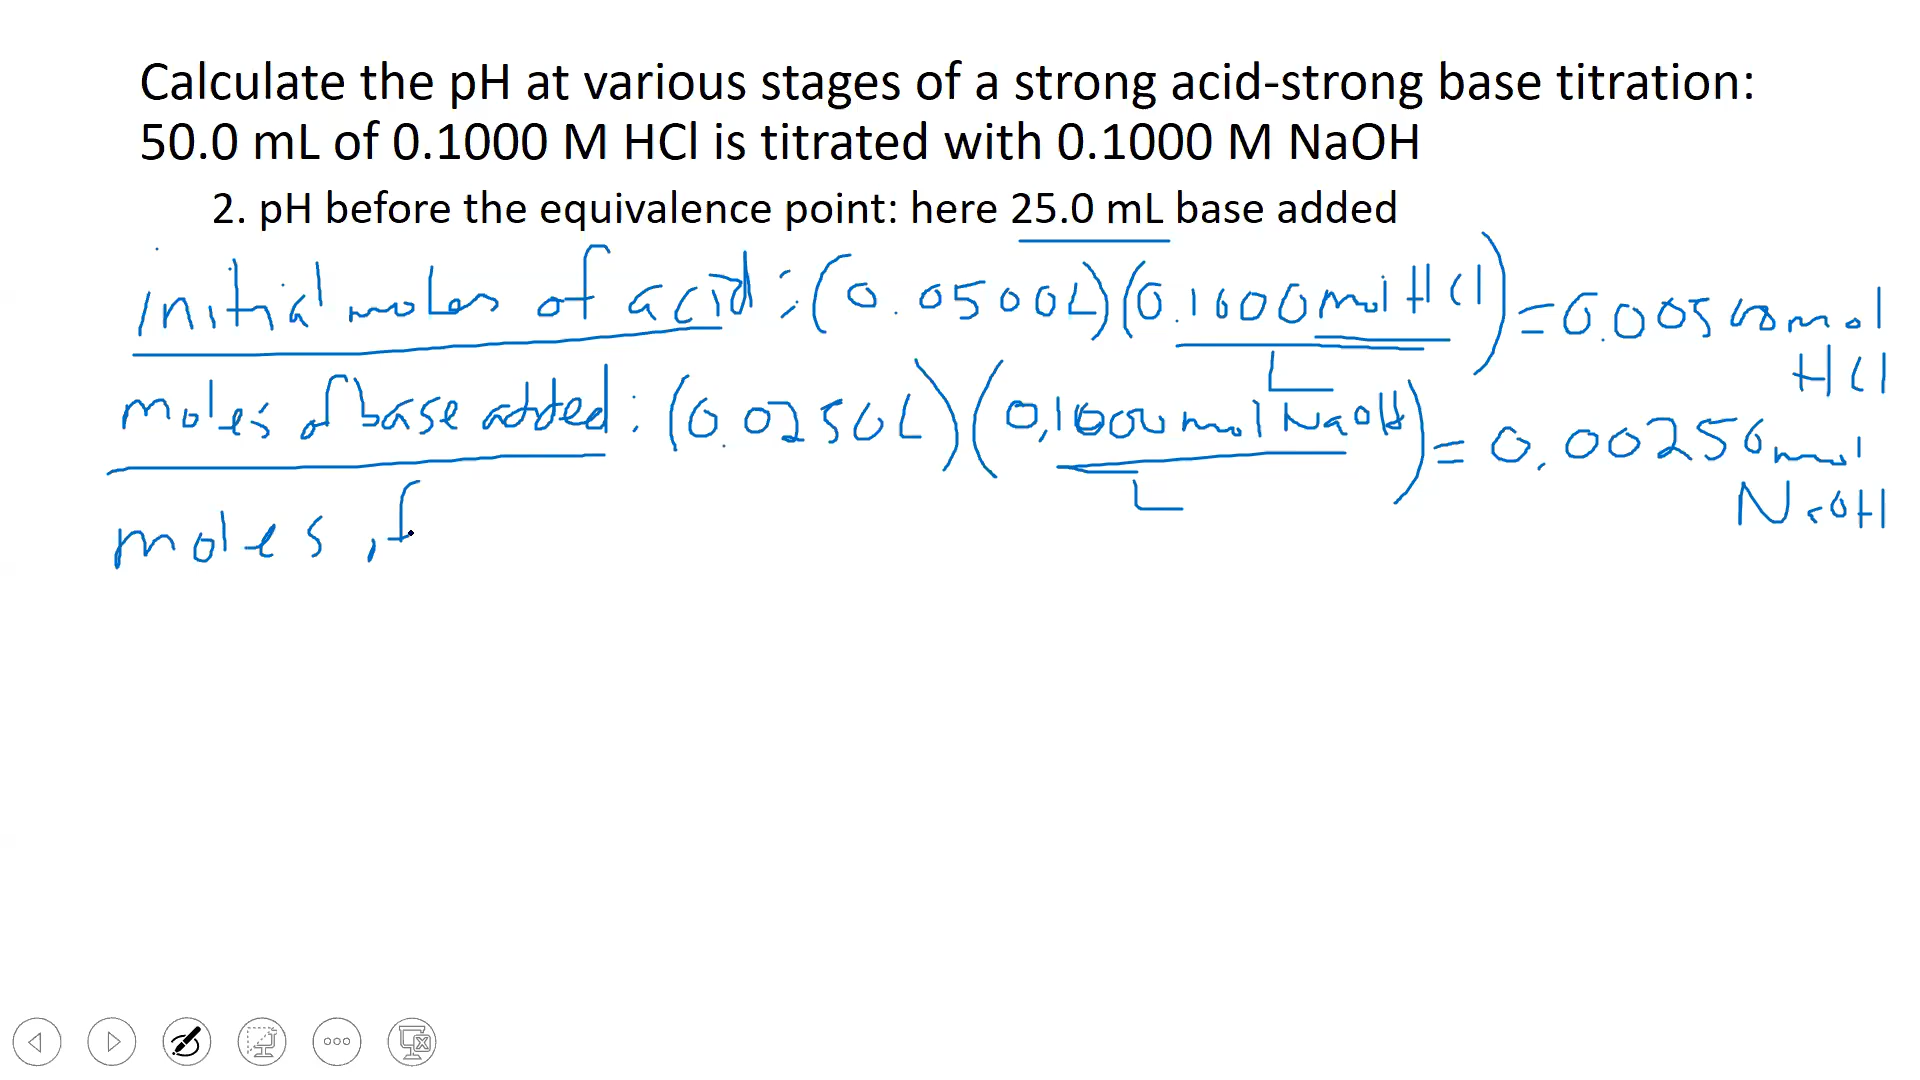 Calculate the pH at various stages of a strong acid-strong base titration:
50.0 mL of 0.1000 M HCl is titrated with 0.1000 M NaOH
2. pH before the equivalence point: here 25.0 mL base added
initial moles of acid: (0.0500L)(0.1000 mol HCl / L) = 0.00500 mol HCl
moles of base added: (0.0250L)(0.1000 mol NaOH / L) = 0.00250 mol NaOH
moles, f